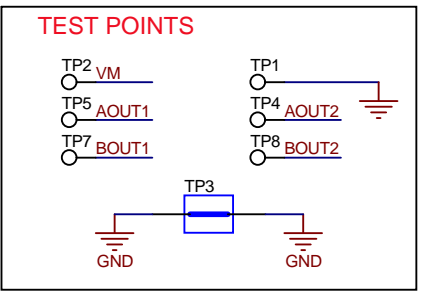 TEST POINTS
TP2 VM TP1
TP5 AOUT1 TP4 AOUT2
TP7 BOUT1 TP8 BOUT2
TP3
GND GND